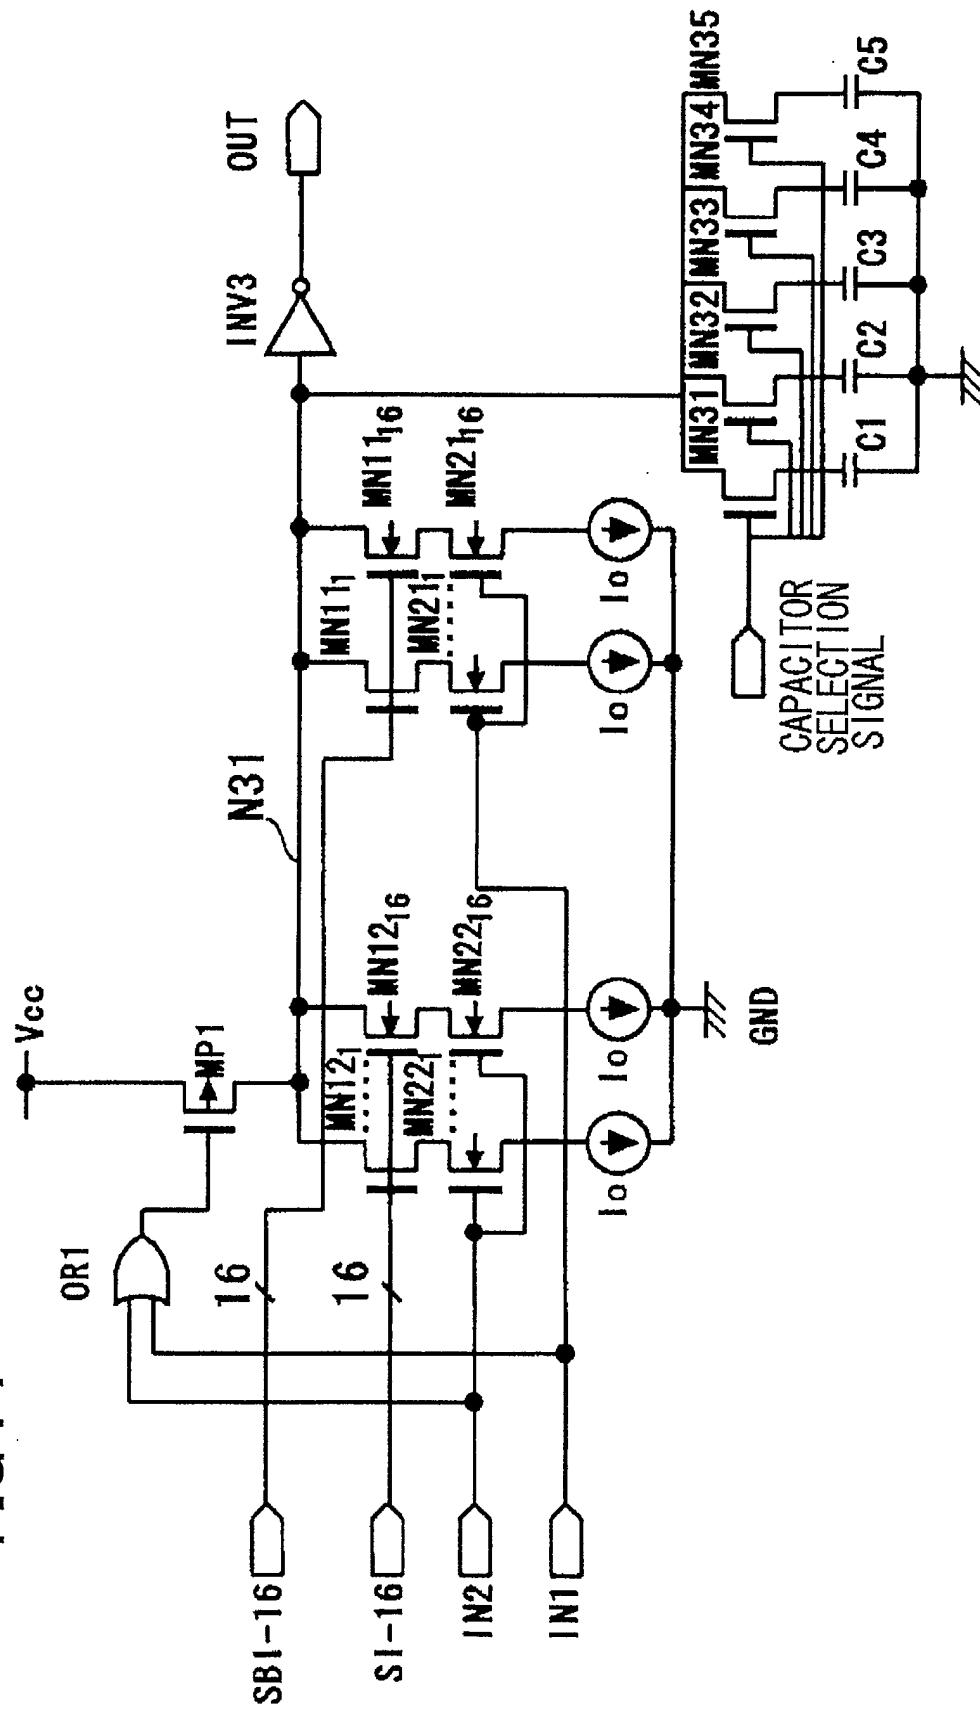 Vcc
OR1
MP1
N31
INV3
OUT
16
16
MN12₁
MN12₁₆
MN11₁
MN11₁₆
MN22₁
MN22₁₆
MN21₁
MN21₁₆
Io
Io
Io
Io
GND
SB1-16
S1-16
IN2
IN1
MN31
MN32
MN33
MN34
MN35
C1
C2
C3
C4
C5
CAPACITOR
SELECTION
SIGNAL